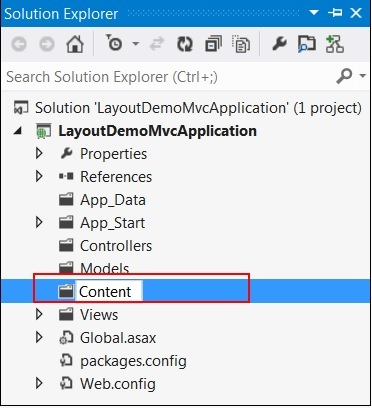 Solution Explorer
Search Solution Explorer (Ctrl+;)
Solution 'LayoutDemoMvcApplication' (1 project)
LayoutDemoMvcApplication
Properties
References
App_Data
App_Start
Controllers
Models
Content
Views
Global.asax
packages.config
Web.config